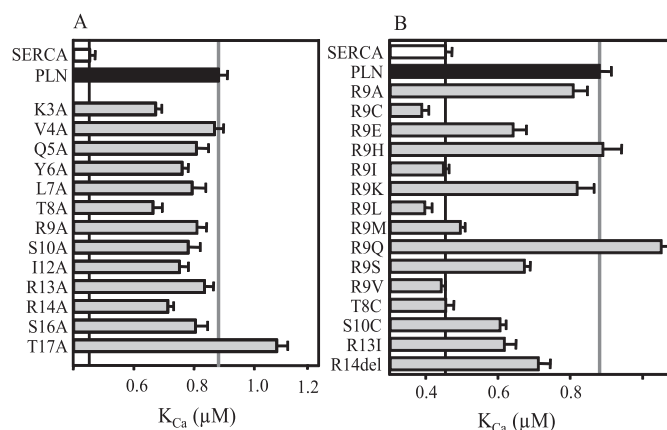 A
SERCA
PLN
K3A
V4A
Q5A
Y6A
L7A
T8A
R9A
S10A
I12A
R13A
R14A
S16A
T17A
0.6 0.8 1.0 1.2
K Ca (µM)
B
SERCA
PLN
R9A
R9C
R9E
R9H
R9I
R9K
R9L
R9M
R9Q
R9S
R9V
T8C
S10C
R13I
R14del
0.4 0.6 0.8
K Ca (µM)